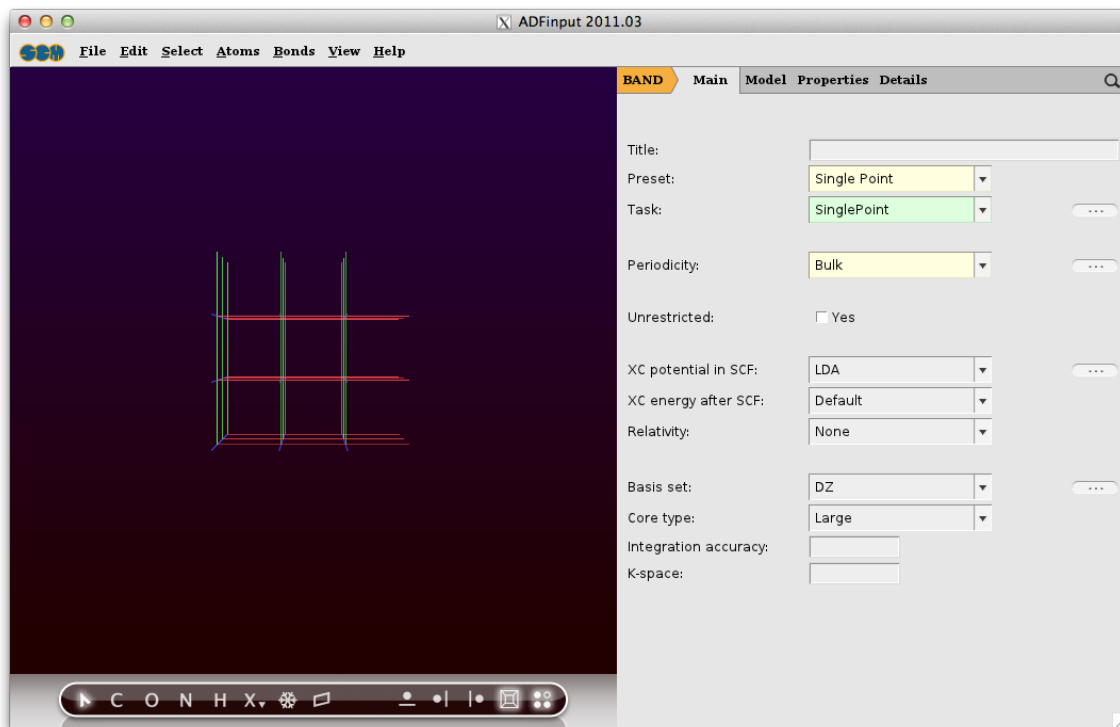 X ADFinput 2011.03
SCM File Edit Select Atoms Bonds View Help
BAND Main Model Properties Details
Title:
Preset: Single Point
Task: SinglePoint ...
Periodicity: Bulk ...
Unrestricted: Yes
XC potential in SCF: LDA ...
XC energy after SCF: Default
Relativity: None
Basis set: DZ ...
Core type: Large
Integration accuracy:
K-space:
C O N H X